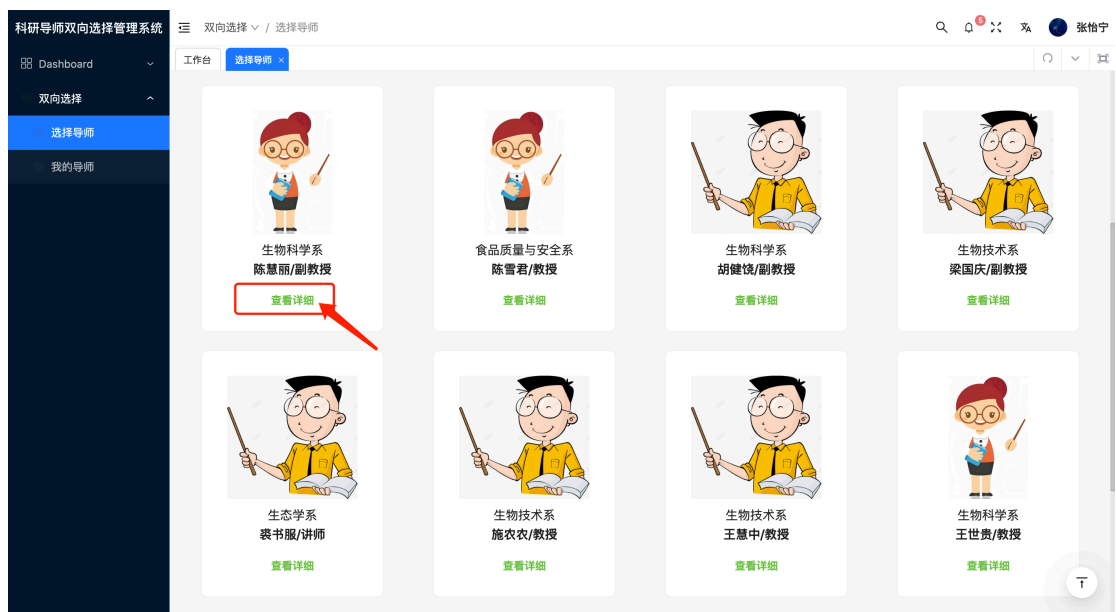 科研导师双向选择管理系统
双向选择 / 选择导师
5
张怡宁
Dashboard
双向选择
选择导师
我的导师
工作台
选择导师 ×
生物科学系
陈慧丽/副教授
查看详细
食品质量与安全系
陈雪君/教授
查看详细
生物科学系
胡健饶/副教授
查看详细
生物技术系
梁国庆/副教授
查看详细
生态学系
裘书服/讲师
查看详细
生物技术系
施农农/教授
查看详细
生物技术系
王慧中/教授
查看详细
生物科学系
王世贵/教授
查看详细